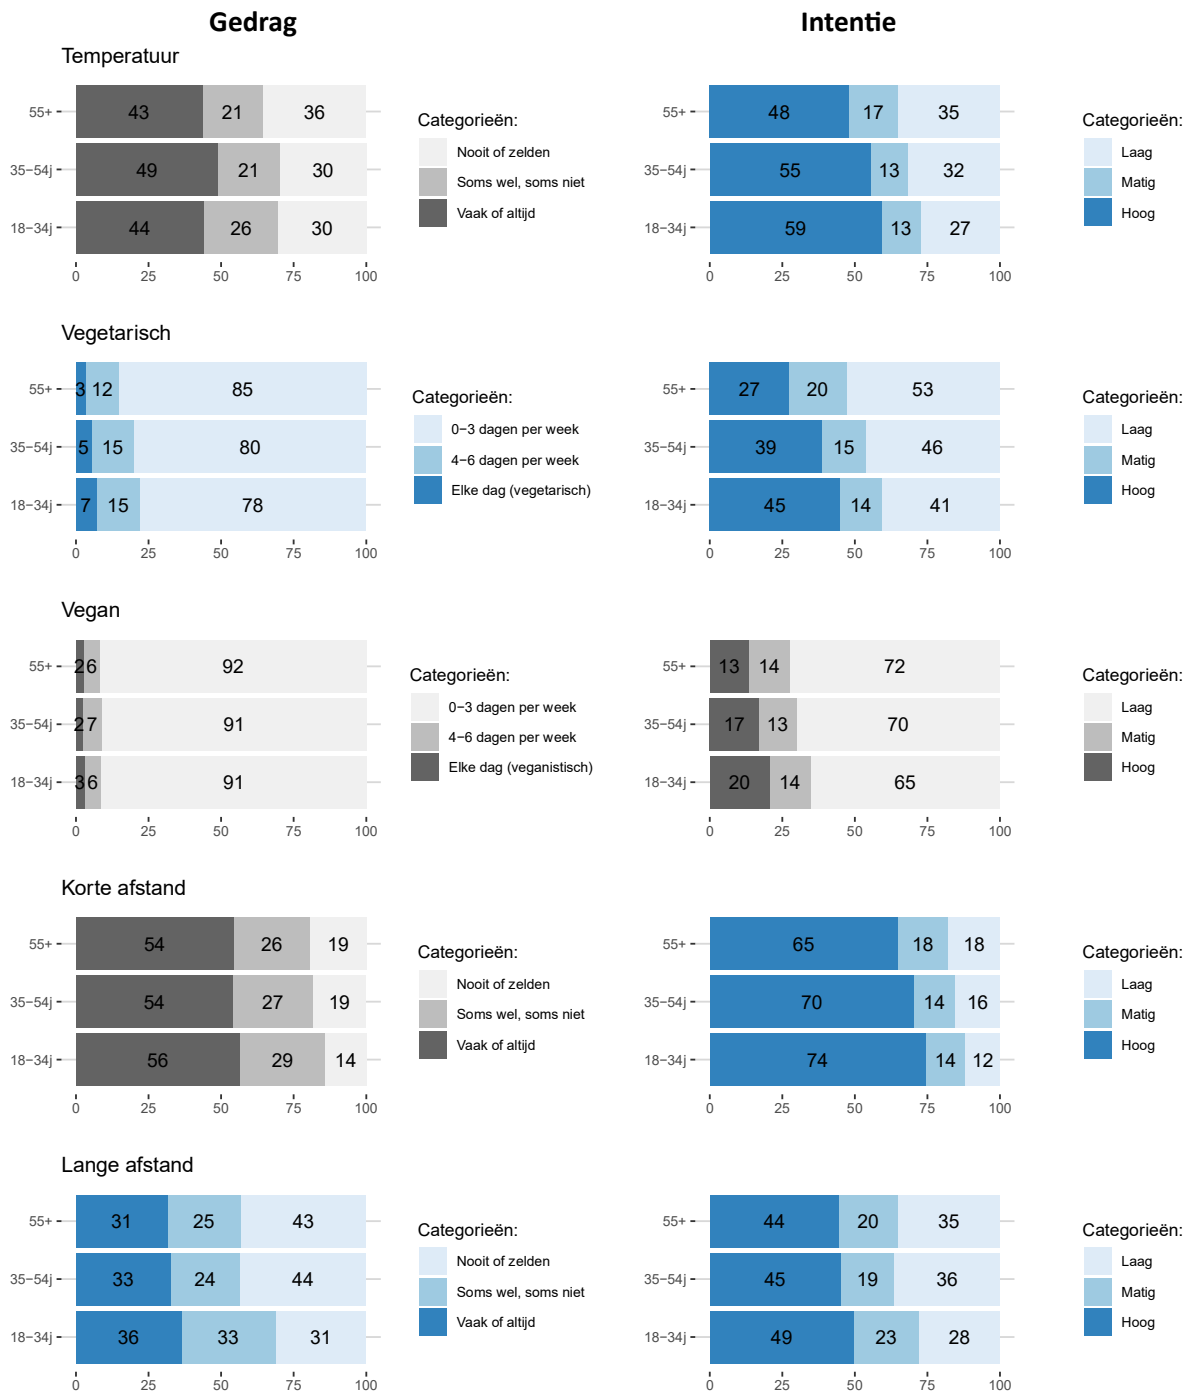 Gedrag
Intentie
Temperatuur
55+
43 21 36
35−54j
49 21 30
18−34j
44 26 30
0 25 50 75 100
Categorieën:
Nooit of zelden
Soms wel, soms niet
Vaak of altijd
48 17 35
55+
55 13 32
35−54j
59 13 27
18−34j
0 25 50 75 100
Categorieën:
Laag
Matig
Hoog
Vegetarisch
55+
3 12 85
35−54j
5 15 80
18−34j
7 15 78
0 25 50 75 100
Categorieën:
0−3 dagen per week
4−6 dagen per week
Elke dag (vegetarisch)
55+
27 20 53
35−54j
39 15 46
18−34j
45 14 41
0 25 50 75 100
Categorieën:
Laag
Matig
Hoog
Vegan
55+
2 6 92
35−54j
2 7 91
18−34j
3 6 91
0 25 50 75 100
Categorieën:
0−3 dagen per week
4−6 dagen per week
Elke dag (veganistisch)
55+
13 14 72
35−54j
17 13 70
18−34j
20 14 65
0 25 50 75 100
Categorieën:
Laag
Matig
Hoog
Korte afstand
55+
54 26 19
35−54j
54 27 19
18−34j
56 29 14
0 25 50 75 100
Categorieën:
Nooit of zelden
Soms wel, soms niet
Vaak of altijd
55+
65 18 18
35−54j
70 14 16
18−34j
74 14 12
0 25 50 75 100
Categorieën:
Laag
Matig
Hoog
Lange afstand
55+
31 25 43
35−54j
33 24 44
18−34j
36 33 31
0 25 50 75 100
Categorieën:
Nooit of zelden
Soms wel, soms niet
Vaak of altijd
55+
44 20 35
35−54j
45 19 36
18−34j
49 23 28
0 25 50 75 100
Categorieën:
Laag
Matig
Hoog